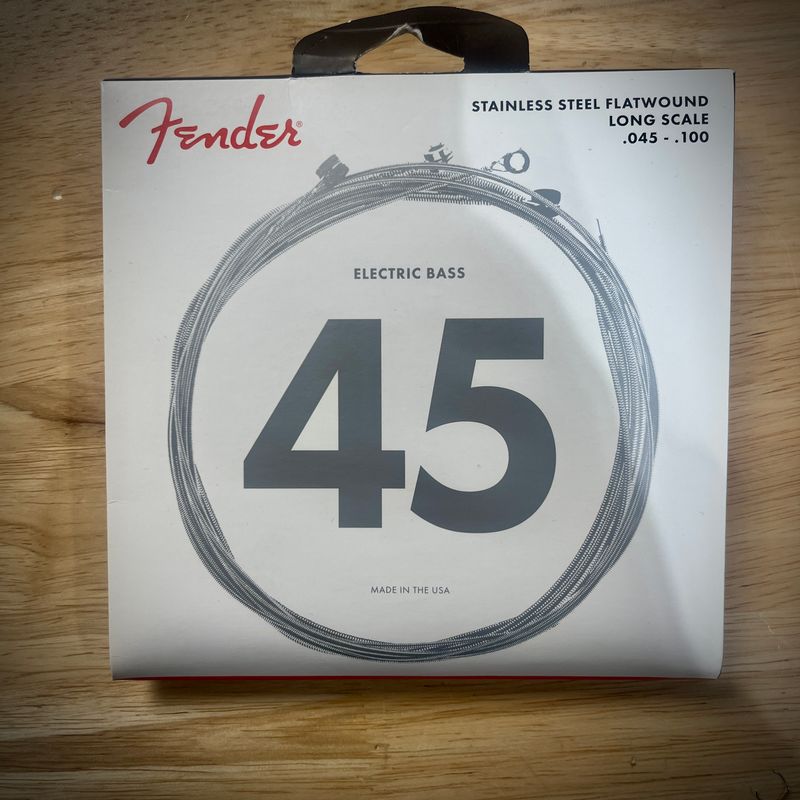 Fender®
STAINLESS STEEL FLATWOUND
LONG SCALE
.045 - .100
ELECTRIC BASS
45
MADE IN THE USA